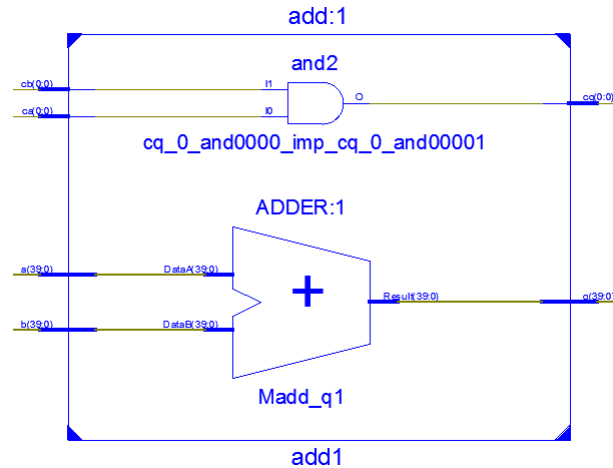 add:1
and2
cb(0:0)
I1
O
cq(0:0)
ca(0:0)
I0
cq_0_and0000_imp_cq_0_and00001
ADDER:1
a(39:0)
DataA(39:0)
+
Result(39:0)
q(39:0)
b(39:0)
DataB(39:0)
Madd_q1
add1